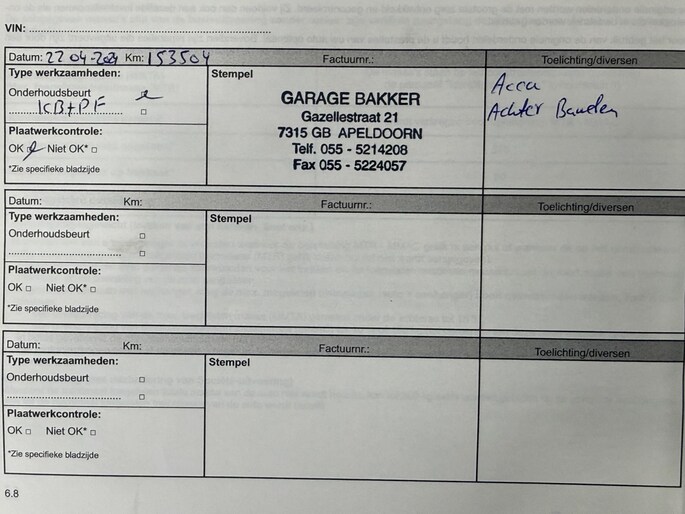 VIN:
Datum: 22-04-2021 Km: 153504 Factuurnr.: Toelichting/diversen
Type werkzaamheden:
Onderhoudsbeurt
KB+PF
Plaatwerkcontrole:
OK Niet OK*
*Zie specifieke bladzijde
Stempel
GARAGE BAKKER
Gazellestraat 21
7315 GB APELDOORN
Telf. 055 - 5214208
Fax 055 - 5224057
Accu
Achter Banden
Datum: Km: Factuurnr.: Toelichting/diversen
Type werkzaamheden:
Onderhoudsbeurt
Plaatwerkcontrole:
OK Niet OK*
*Zie specifieke bladzijde
Stempel
Datum: Km: Factuurnr.: Toelichting/diversen
Type werkzaamheden:
Onderhoudsbeurt
Plaatwerkcontrole:
OK Niet OK*
*Zie specifieke bladzijde
Stempel
6.8